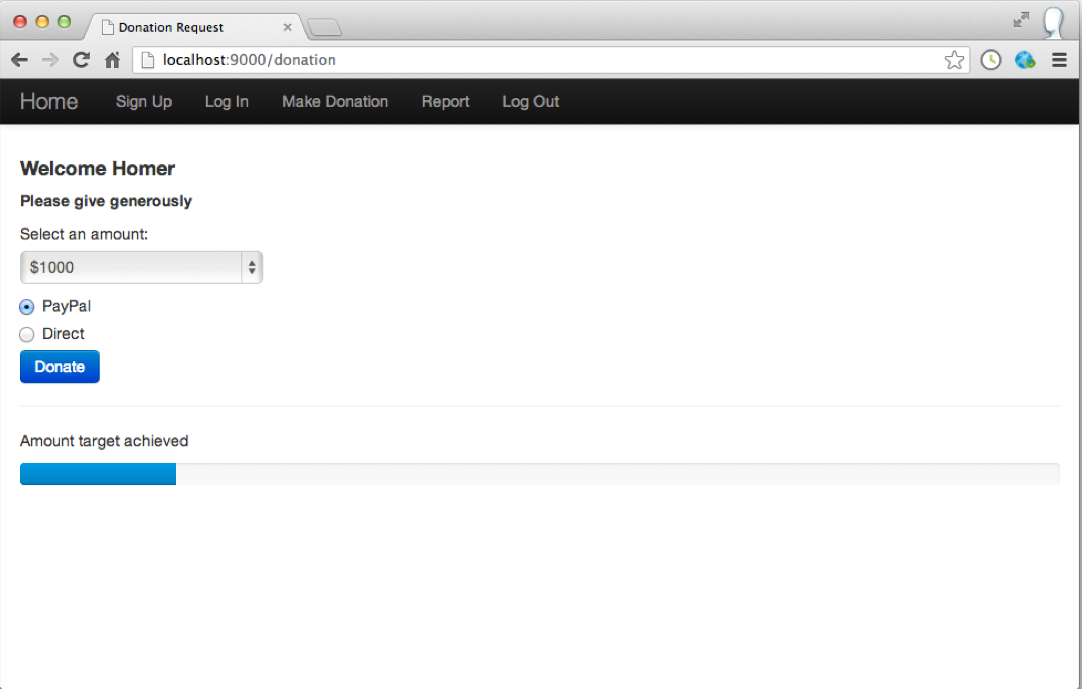 Donation Request
localhost:9000/donation
Home Sign Up Log In Make Donation Report Log Out
Welcome Homer
Please give generously
Select an amount:
$1000
PayPal
Direct
Donate
Amount target achieved